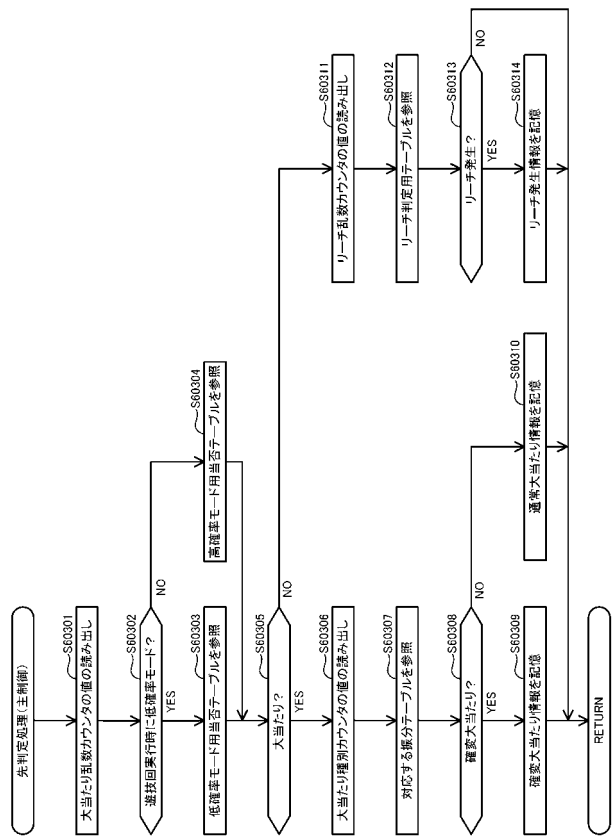 先判定処理(主制御)
S60301
大当たり乱数カウンタの値の読み出し
S60302
遊技回実行時に低確率モード?
NO
YES
S60303
低確率モード用当否テーブルを参照
S60304
高確率モード用当否テーブルを参照
S60305
大当たり?
NO
YES
S60306
大当たり種別カウンタの値の読み出し
S60307
対応する振分テーブルを参照
S60308
確変大当たり?
NO
YES
S60309
確変大当たり情報を記憶
S60310
通常大当たり情報を記憶
S60311
リーチ乱数カウンタの値の読み出し
S60312
リーチ判定用テーブルを参照
S60313
リーチ発生?
NO
YES
S60314
リーチ発生情報を記憶
RETURN